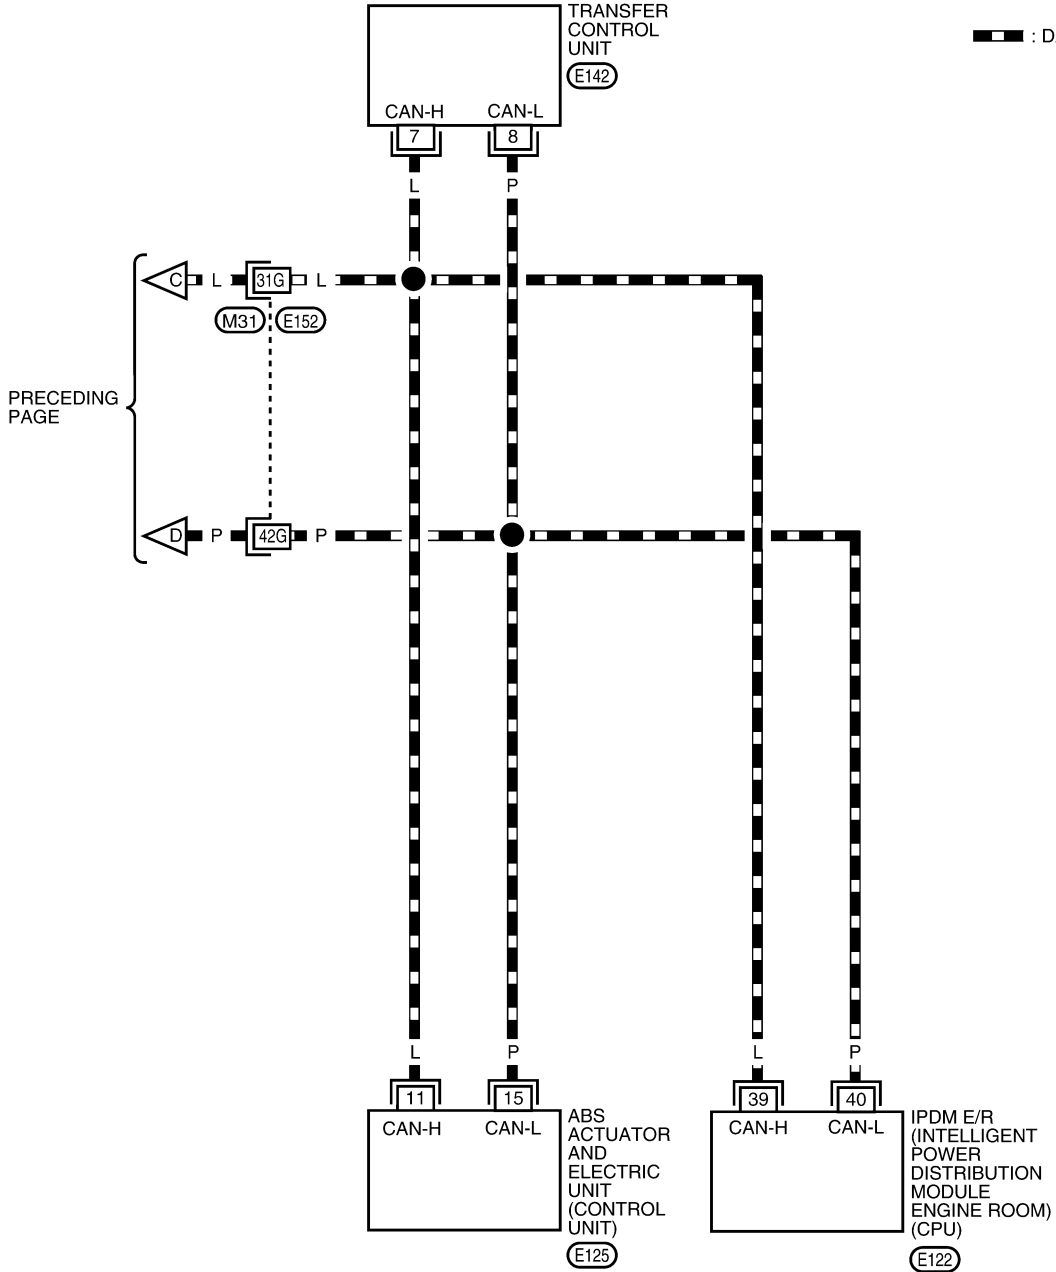 TRANSFER
CONTROL
UNIT
E142
: D
CAN-H CAN-L
7 8
L P
C L 31G L
M31 E152
PRECEDING
PAGE
D P 42G P
L P L P
11 15 39 40
CAN-H CAN-L
ABS
ACTUATOR
AND
ELECTRIC
UNIT
(CONTROL
UNIT)
E125
CAN-H CAN-L
IPDM E/R
(INTELLIGENT
POWER
DISTRIBUTION
MODULE
ENGINE ROOM)
(CPU)
E122